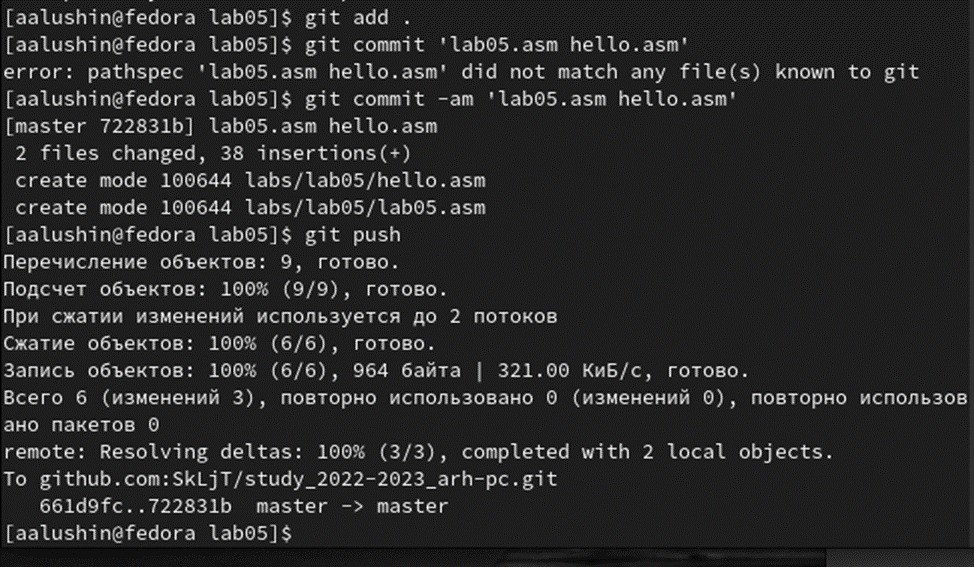 [aalushin@fedora lab05]$ git add .
[aalushin@fedora lab05]$ git commit 'lab05.asm hello.asm'
error: pathspec 'lab05.asm hello.asm' did not match any file(s) known to git
[aalushin@fedora lab05]$ git commit -am 'lab05.asm hello.asm'
[master 722831b] lab05.asm hello.asm
 2 files changed, 38 insertions(+)
 create mode 100644 labs/lab05/hello.asm
 create mode 100644 labs/lab05/lab05.asm
[aalushin@fedora lab05]$ git push
Перечисление объектов: 9, готово.
Подсчет объектов: 100% (9/9), готово.
При сжатии изменений используется до 2 потоков
Сжатие объектов: 100% (6/6), готово.
Запись объектов: 100% (6/6), 964 байта | 321.00 КиБ/с, готово.
Всего 6 (изменений 3), повторно использовано 0 (изменений 0), повторно использов
ано пакетов 0
remote: Resolving deltas: 100% (3/3), completed with 2 local objects.
To github.com:SkLjT/study_2022-2023_arh-pc.git
   661d9fc..722831b  master -> master
[aalushin@fedora lab05]$